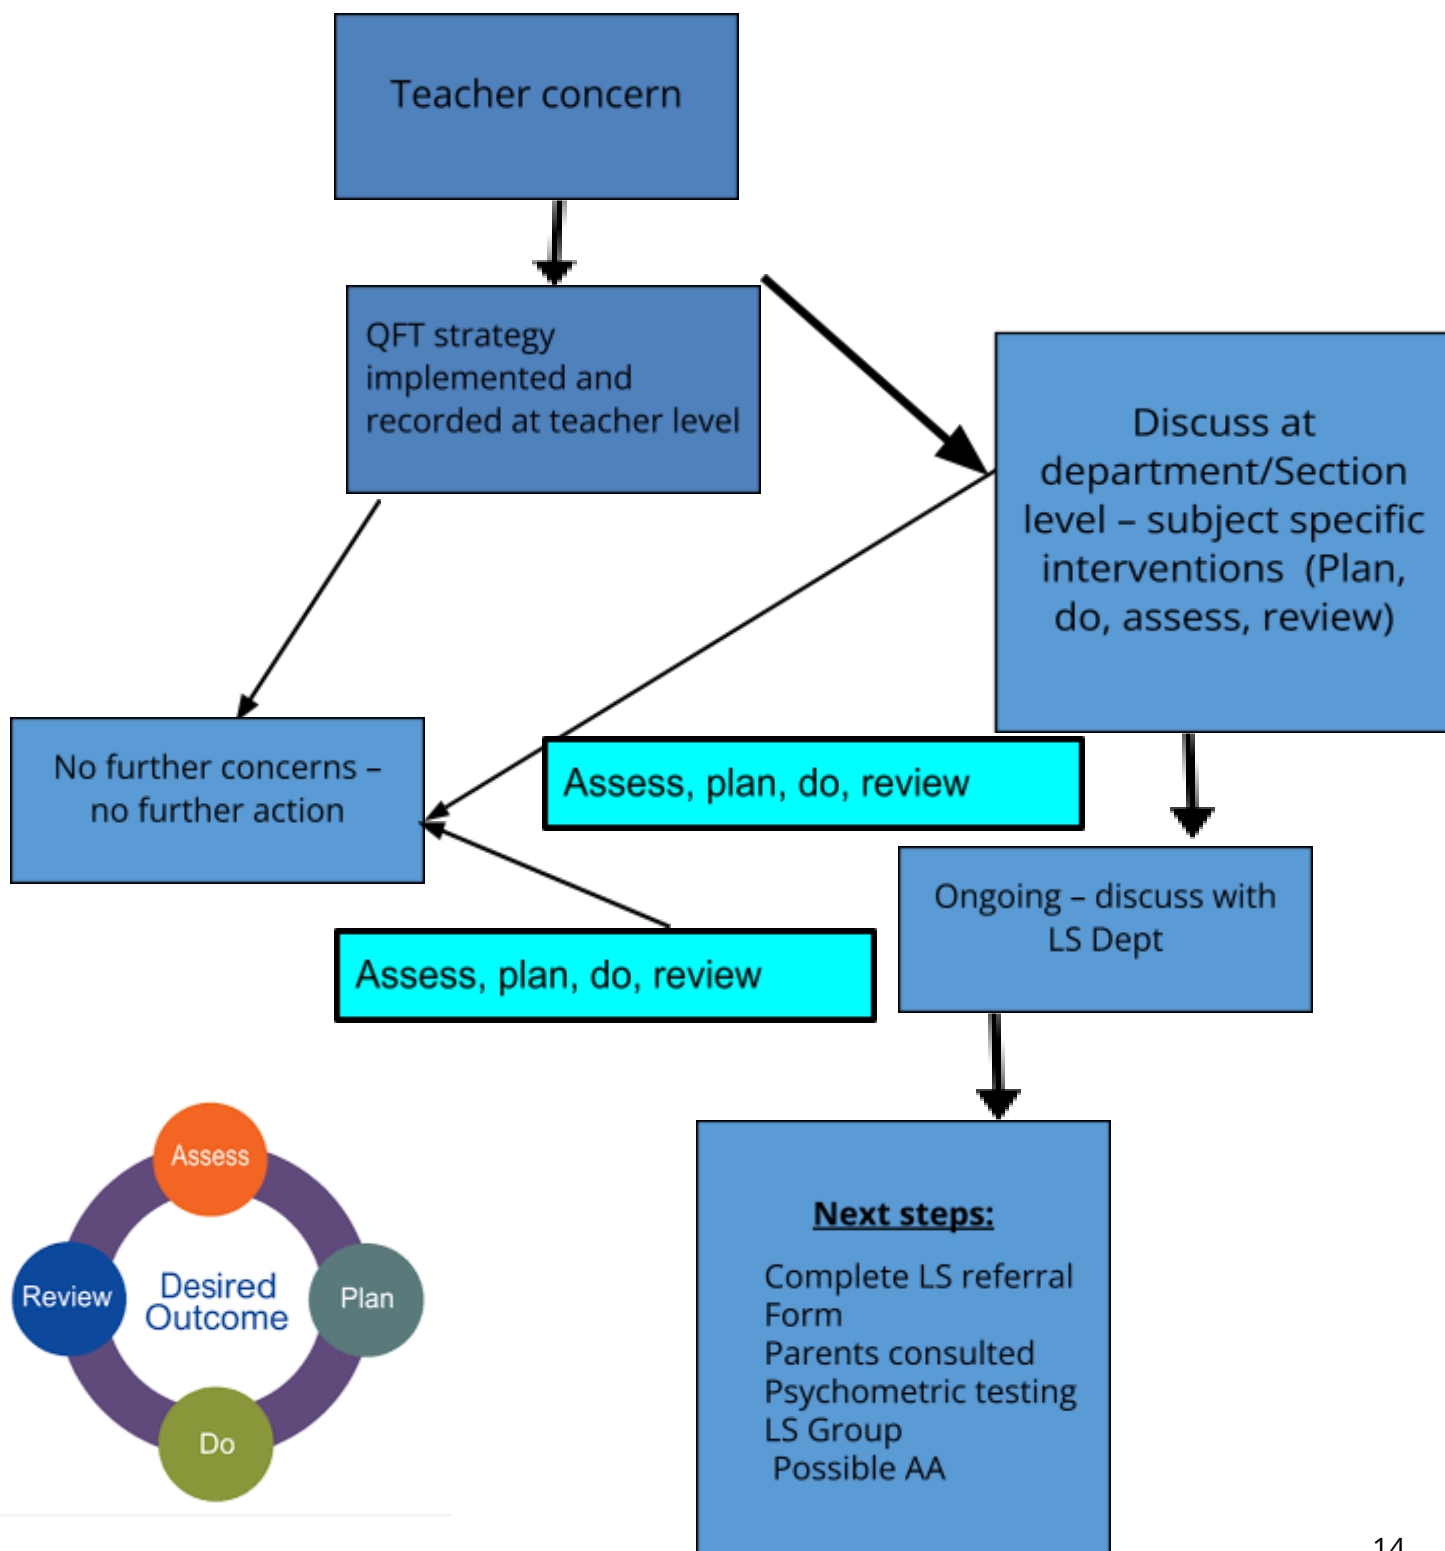 Teacher concern
QFT strategy
implemented and
recorded at teacher level
Discuss at
department/Section
level – subject specific
interventions  (Plan,
do, assess, review)
No further concerns –
no further action
Assess, plan, do, review
Ongoing – discuss with
LS Dept
Assess, plan, do, review
Assess
Review
Desired
Outcome
Plan
Do
Next steps:
Complete LS referral
Form
Parents consulted
Psychometric testing
LS Group
Possible AA
14